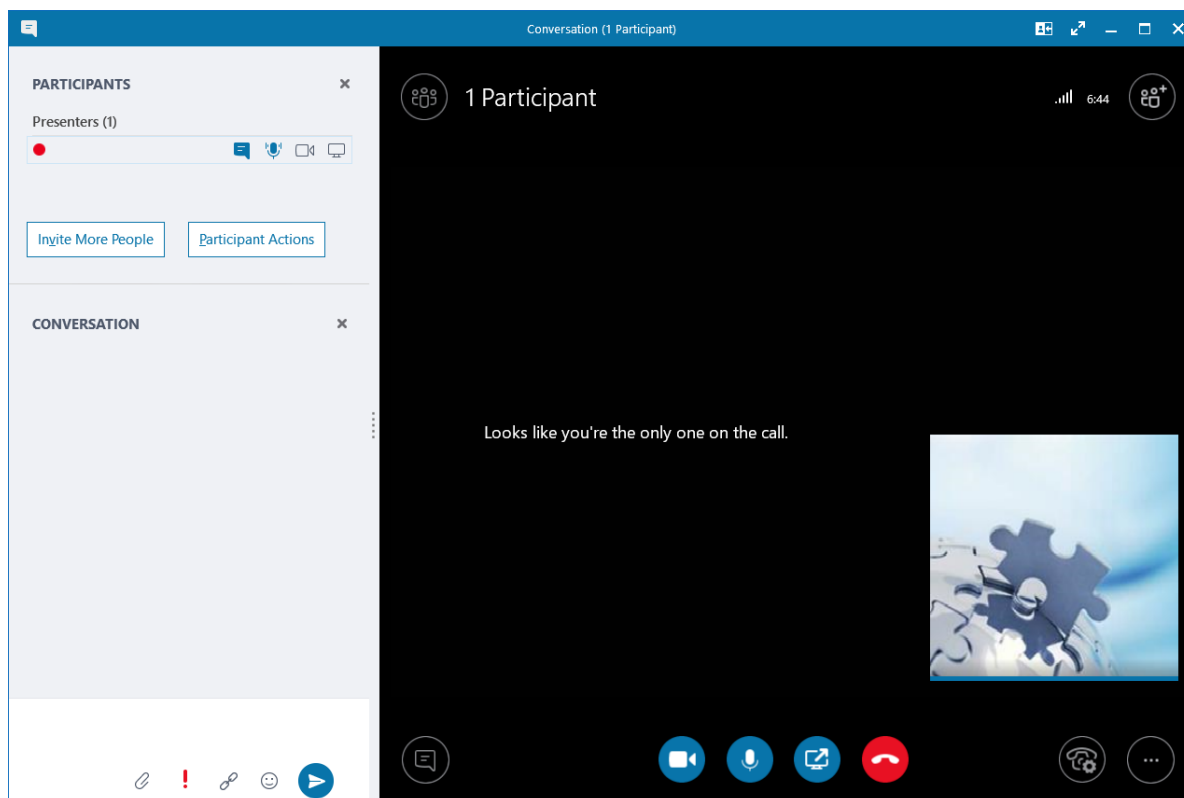 Conversation (1 Participant)
PARTICIPANTS
Presenters (1)
Invite More People
Participant Actions
CONVERSATION
1 Participant
6:44
Looks like you're the only one on the call.